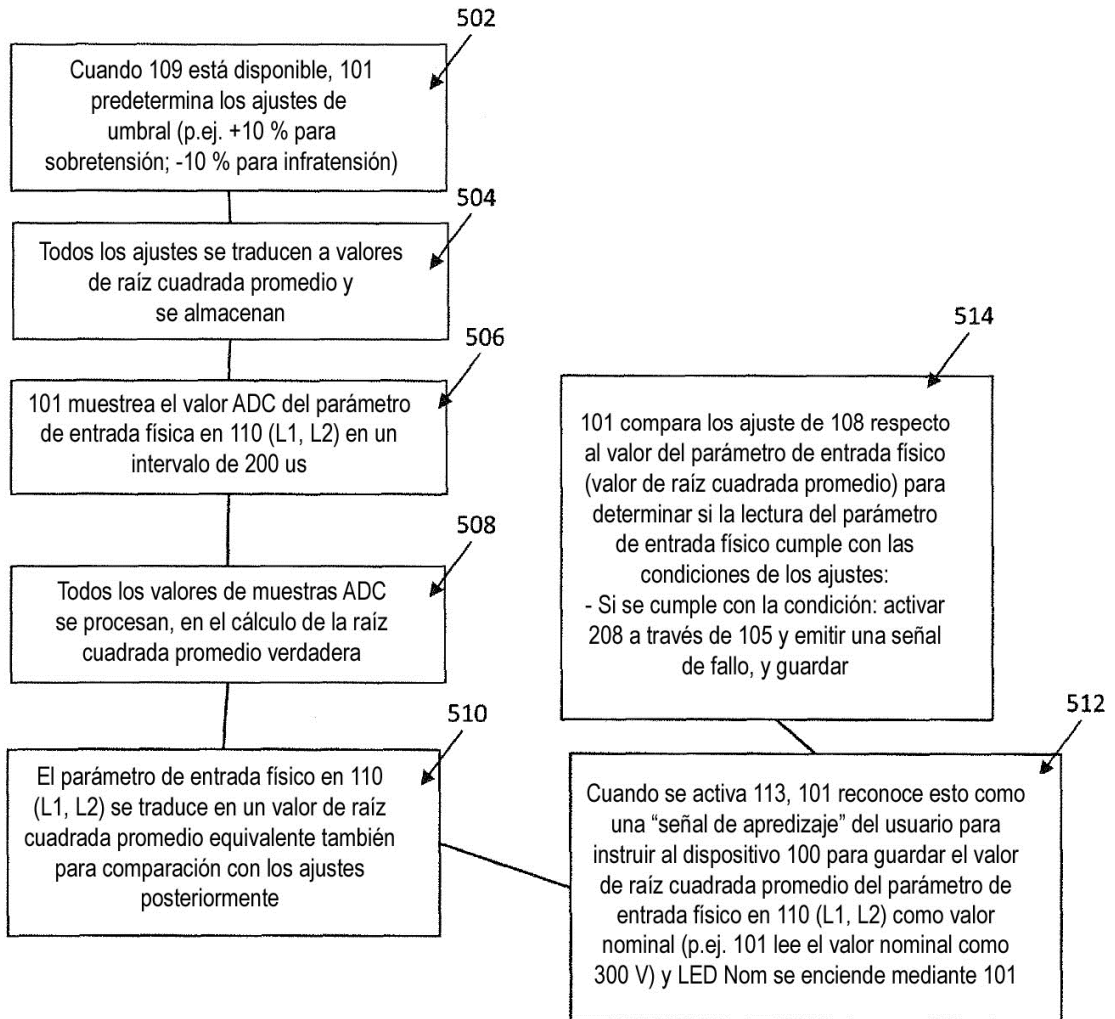 502
Cuando 109 está disponible, 101
predetermina los ajustes de
umbral (p.ej. +10 % para
sobretensión; -10 % para infratensión)
504
Todos los ajustes se traducen a valores
de raíz cuadrada promedio y
se almacenan
506
101 muestrea el valor ADC del parámetro
de entrada física en 110 (L1, L2) en un
intervalo de 200 us
508
Todos los valores de muestras ADC
se procesan, en el cálculo de la raíz
cuadrada promedio verdadera
510
El parámetro de entrada físico en 110
(L1, L2) se traduce en un valor de raíz
cuadrada promedio equivalente también
para comparación con los ajustes
posteriormente
512
Cuando se activa 113, 101 reconoce esto como
una “señal de apredizaje” del usuario para
instruir al dispositivo 100 para guardar el valor
de raíz cuadrada promedio del parámetro de
entrada físico en 110 (L1, L2) como valor
nominal (p.ej. 101 lee el valor nominal como
300 V) y LED Nom se enciende mediante 101
514
101 compara los ajuste de 108 respecto
al valor del parámetro de entrada físico
(valor de raíz cuadrada promedio) para
determinar si la lectura del parámetro
de entrada físico cumple con las
condiciones de los ajustes:
- Si se cumple con la condición: activar
208 a través de 105 y emitir una señal
de fallo, y guardar